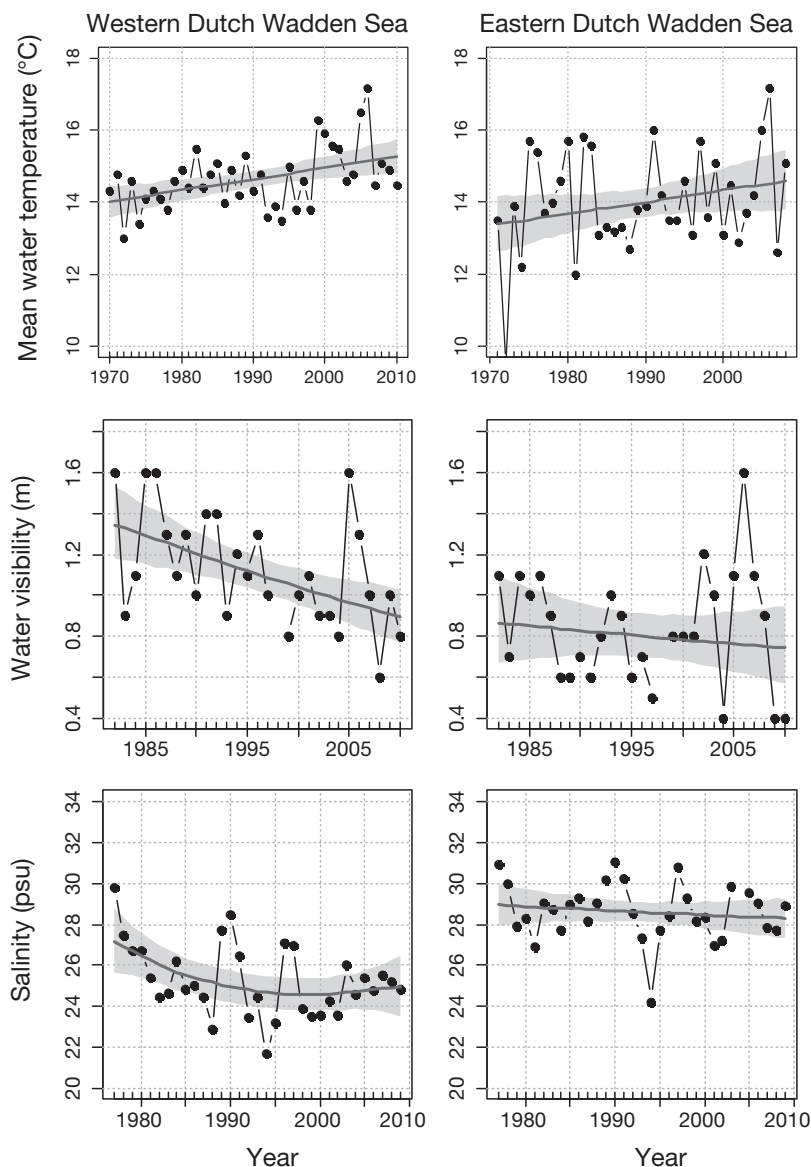 Western Dutch Wadden Sea
Eastern Dutch Wadden Sea
Mean water temperature (°C)
18
16
14
12
10
1970 1980 1990 2000 2010
18
16
14
12
10
1970 1980 1990 2000
Water visibility (m)
1.6
1.2
0.8
0.4
1985 1995 2005
1.6
1.2
0.8
0.4
1985 1995 2005
Salinity (psu)
34
32
30
28
26
24
22
20
1980 1990 2000 2010
34
32
30
28
26
24
22
20
1980 1990 2000 2010
Year
Year